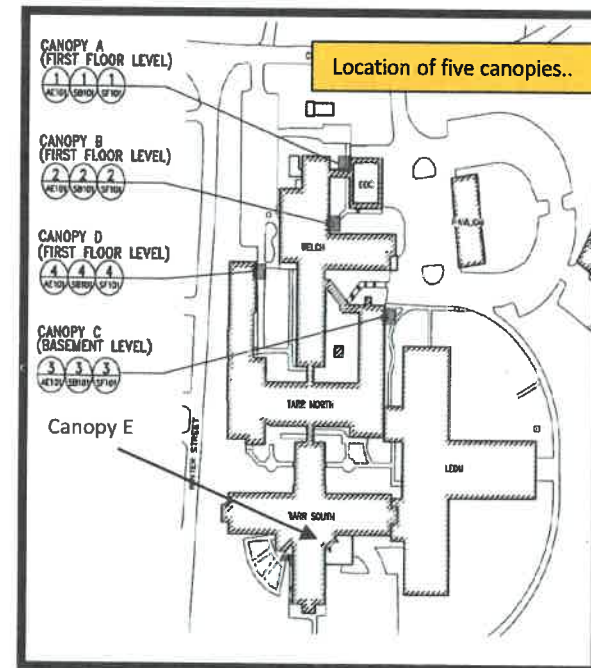 Location of five canopies..
CANOPY A
(FIRST FLOOR LEVEL)
1 1 1
AE101 SB101 SF101
CANOPY B
(FIRST FLOOR LEVEL)
2 2 2
AE101 SB101 SF101
CANOPY D
(FIRST FLOOR LEVEL)
4 4 4
AE101 SB101 SF101
CANOPY C
(BASEMENT LEVEL)
3 3 3
AE101 SB101 SF101
Canopy E
WELCH
TARR NORTH
TARR SOUTH
STREET